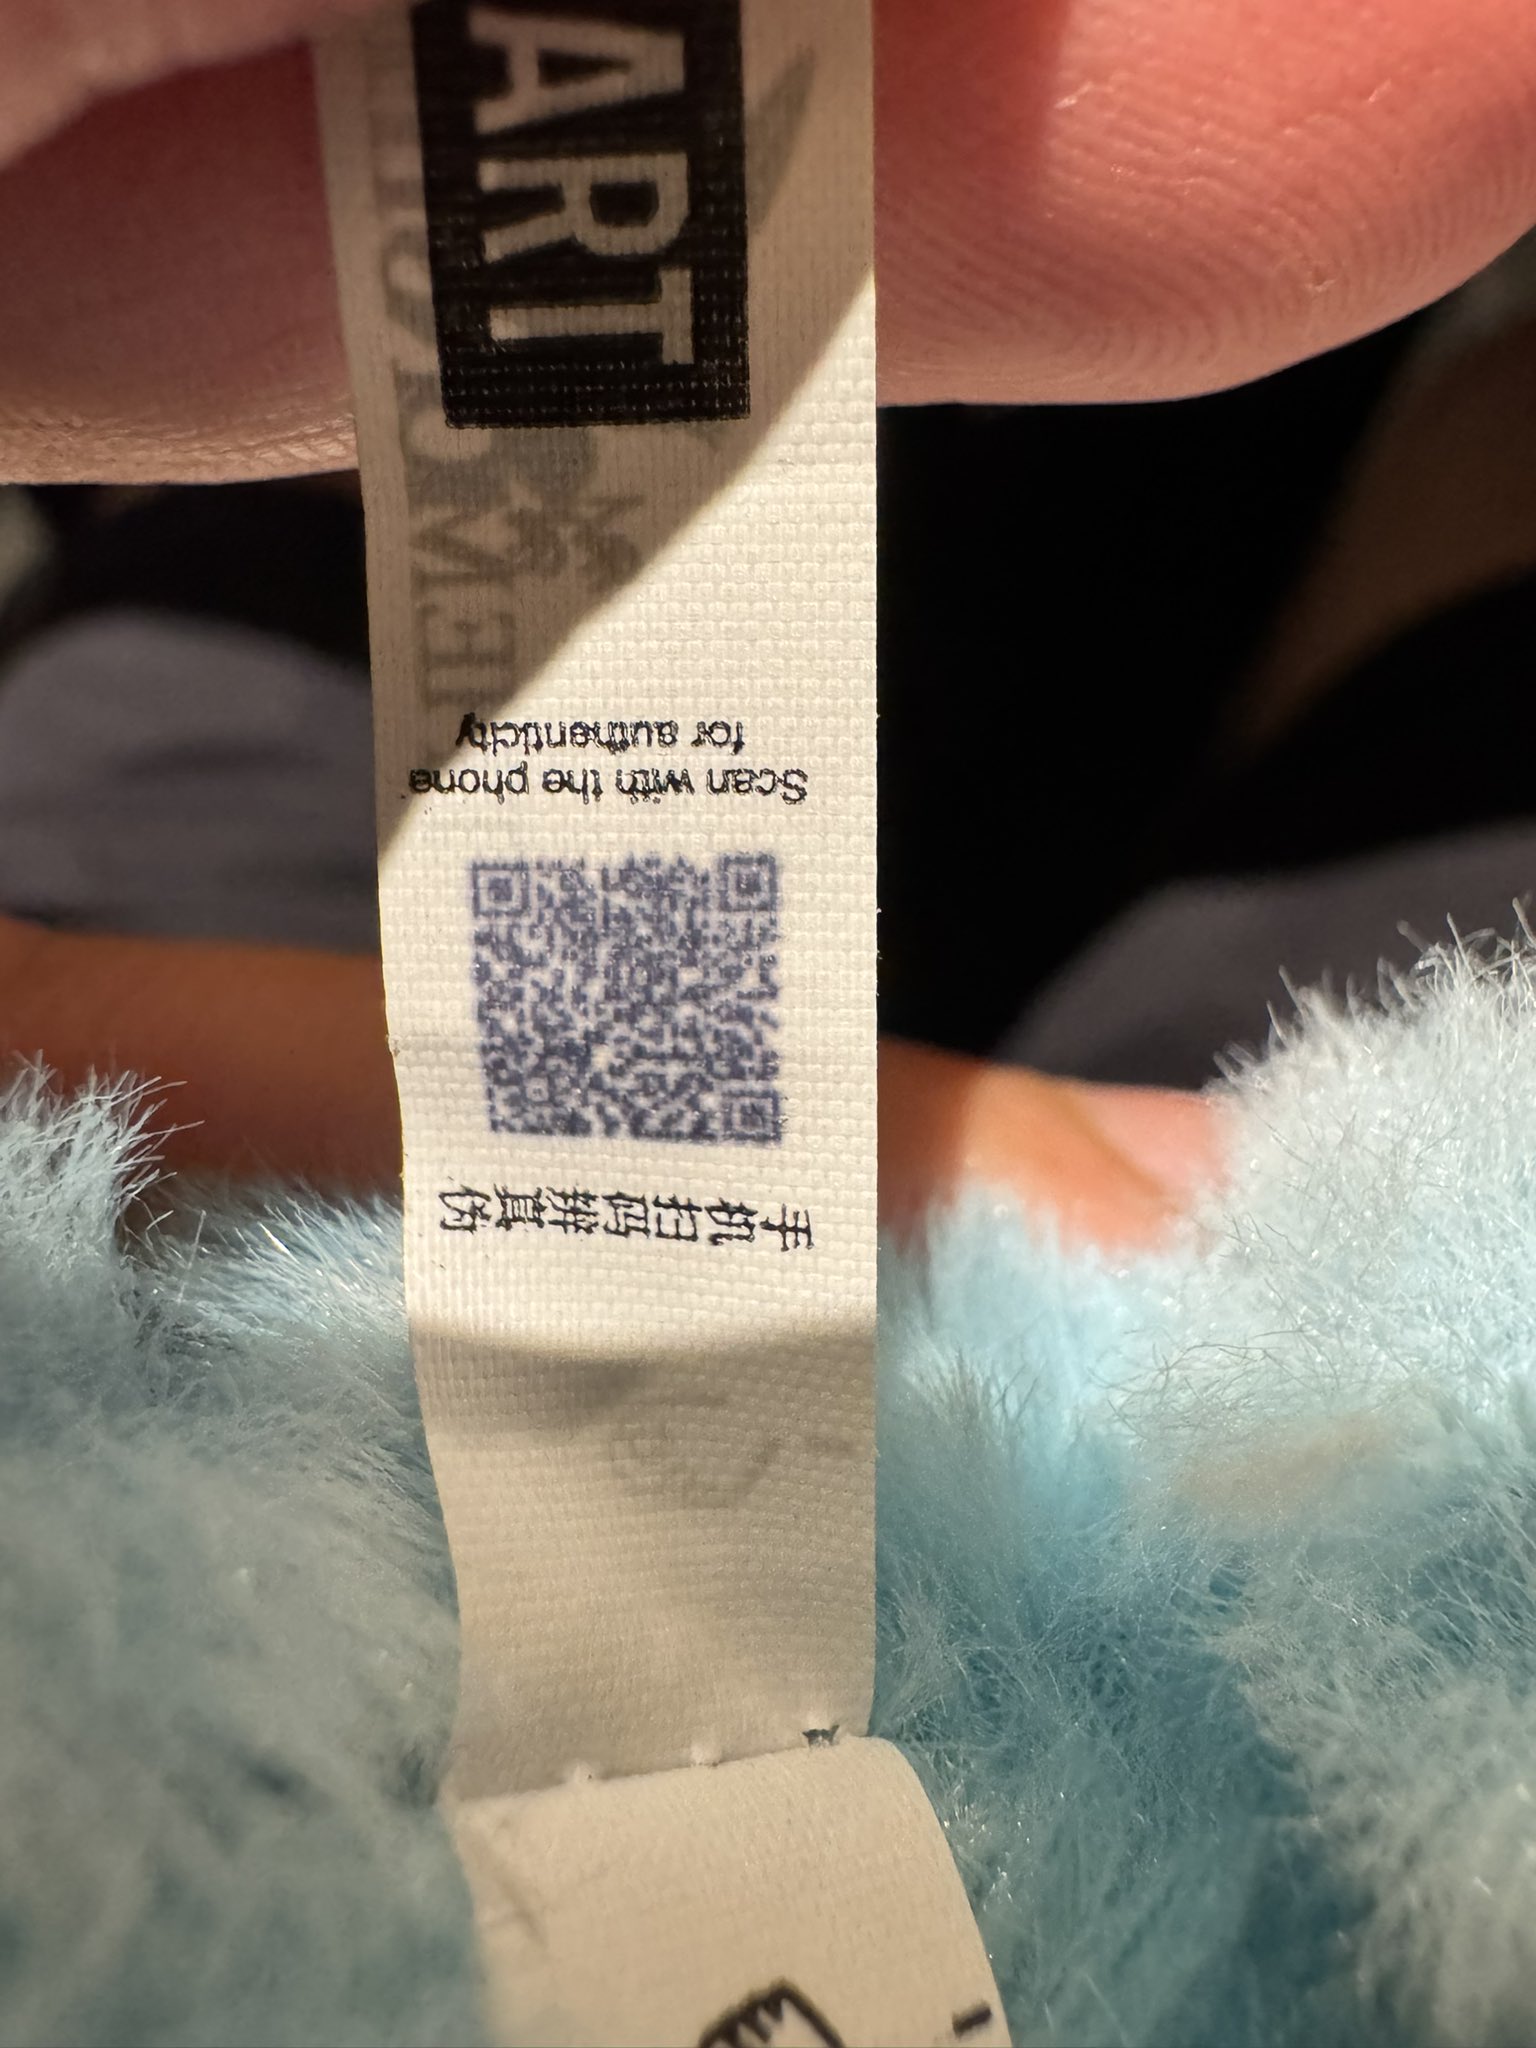 手机扫码辨真伪
Scan with the phone
for authenticity
ART